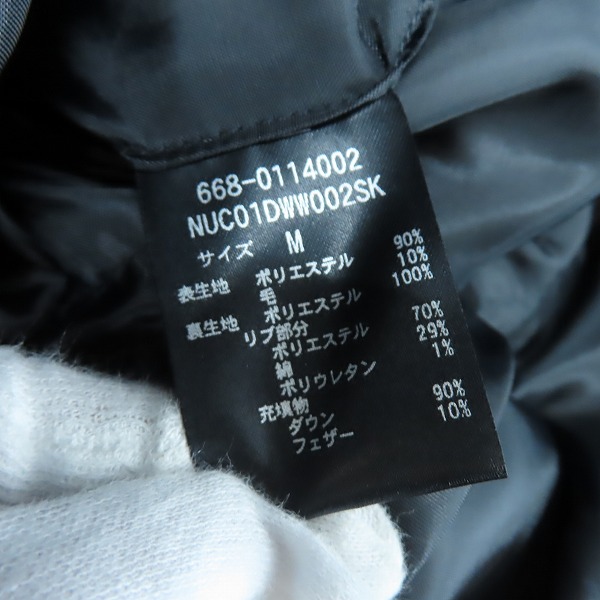 668-0114002
NUC01DWW002SK
サイズ M
表生地 ポリエステル 90%
毛 10%
裏生地 ポリエステル 100%
リブ部分
ポリエステル 70%
綿 29%
ポリウレタン 1%
充填物
ダウン 90%
フェザー 10%